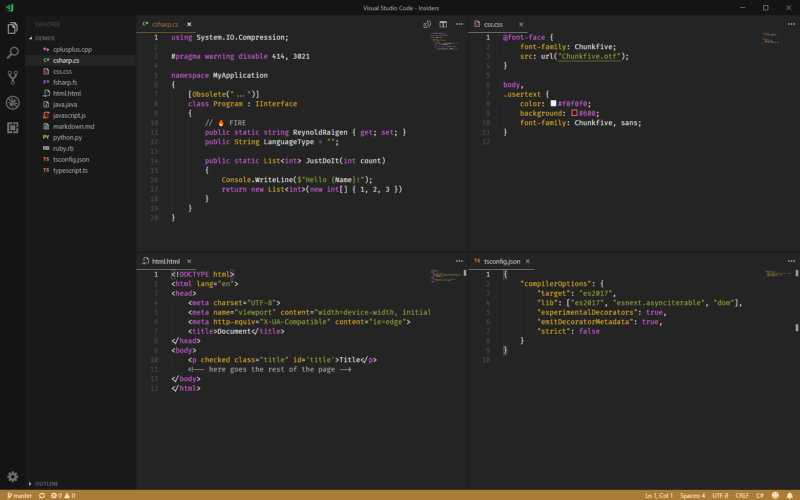 Visual Studio Code - Insiders
EXPLORER
DEMOS
cplusplus.cpp
csharp.cs
css.css
fsharp.fs
html.html
java.java
javascript.js
markdown.md
python.py
ruby.rb
TS tsconfig.json
TS typescript.ts
OUTLINE
csharp.cs
1 using System.IO.Compression;
2
3 #pragma warning disable 414, 3021
4
5 namespace MyApplication
6 {
7 [Obsolete("...")]
8 class Program : IInterface
9 {
10 // 🔥 FIRE
11 public static string ReynoldRaigen { get; set; }
12 public String LanguageType = "";
13
14 public static List<int> JustDoIt(int count)
15 {
16 Console.WriteLine($"Hello {Name}!");
17 return new List<int>(new int[] { 1, 2, 3 })
18 }
19 }
20 }
css.css
1 @font-face {
2 font-family: Chunkfive;
3 src: url("Chunkfive.otf");
4 }
5
6 body,
7 .usertext {
8 color: #f0f0f0;
9 background: #600;
10 font-family: Chunkfive, sans;
11 }
12
html.html
1 <!DOCTYPE html>
2 <html lang="en">
3 <head>
4 <meta charset="UTF-8">
5 <meta name="viewport" content="width=device-width, initial
6 <meta http-equiv="X-UA-Compatible" content="ie=edge">
7 <title>Document</title>
8 </head>
9 <body>
10 <p checked class="title" id='title'>Title</p>
11 <!-- here goes the rest of the page -->
12 </body>
13 </html>
TS tsconfig.json
1 {
2 "compilerOptions": {
3 "target": "es2017",
4 "lib": ["es2017", "esnext.asynciterable", "dom"],
5 "experimentalDecorators": true,
6 "emitDecoratorMetadata": true,
7 "strict": false
8 }
9 }
10
master 0 0 Ln 1, Col 1 Spaces: 4 UTF-8 CRLF C#